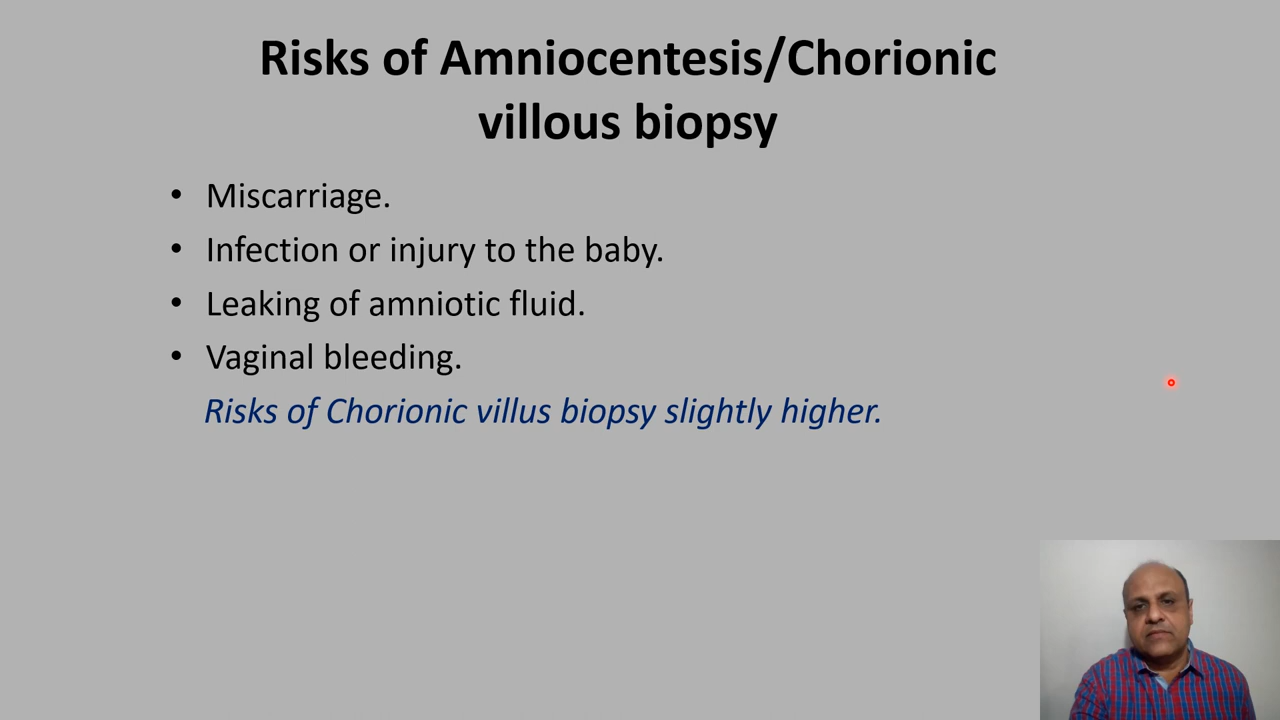 Risks of Amniocentesis/Chorionic
villous biopsy
• Miscarriage.
• Infection or injury to the baby.
• Leaking of amniotic fluid.
• Vaginal bleeding.
Risks of Chorionic villus biopsy slightly higher.